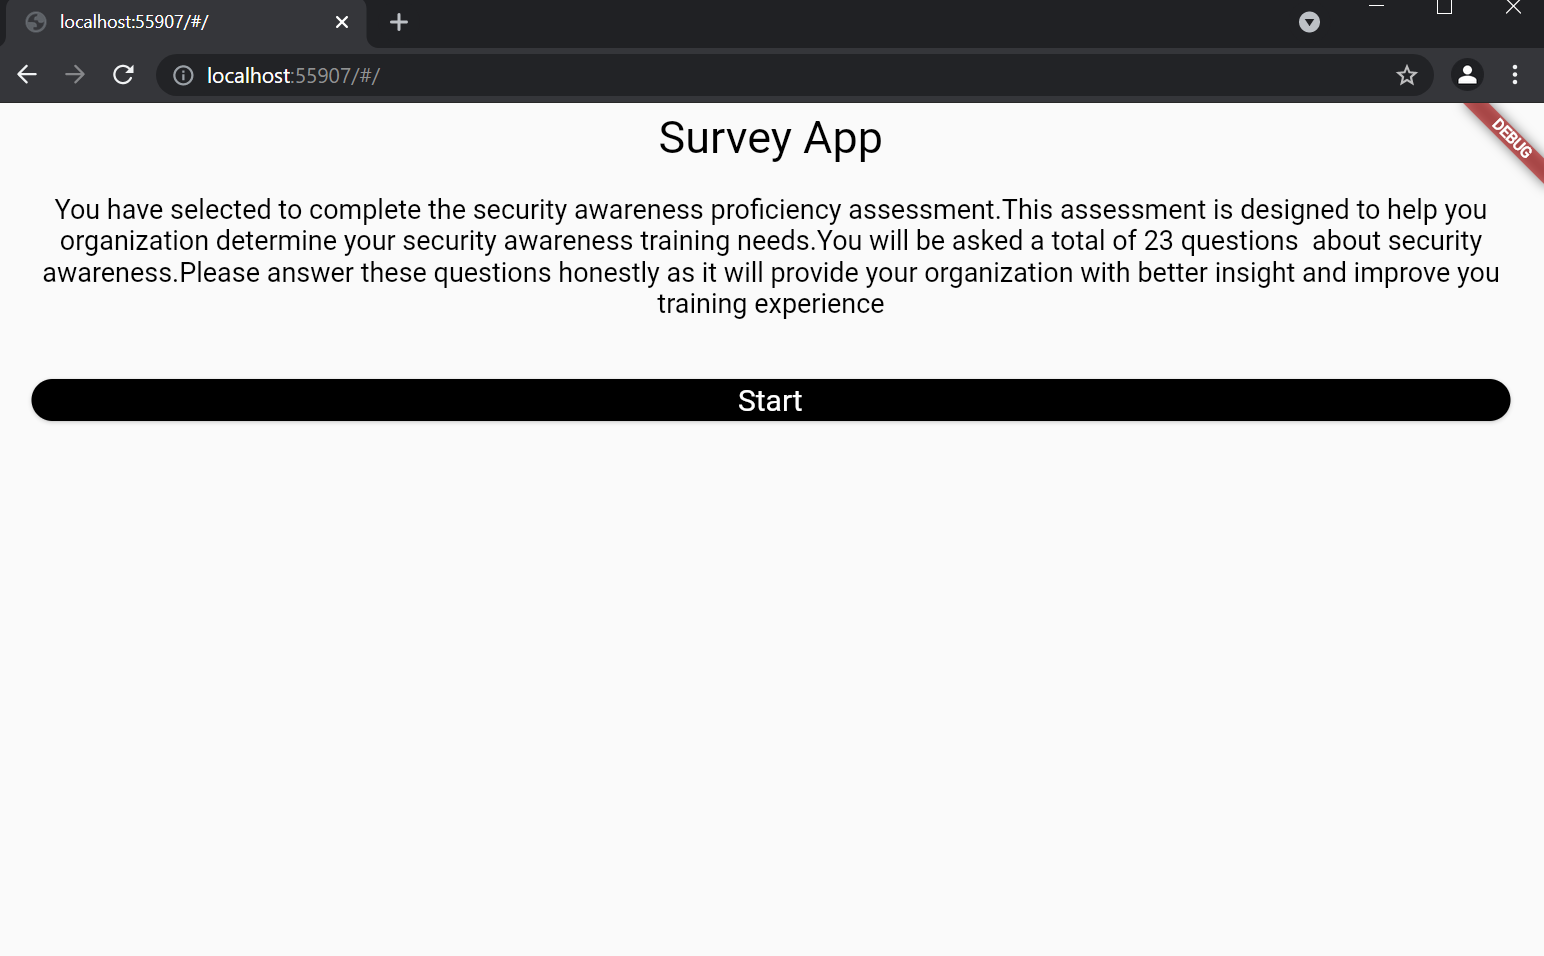 localhost:55907/#/
localhost:55907/#/
DEBUG
Survey App
You have selected to complete the security awareness proficiency assessment.This assessment is designed to help you
organization determine your security awareness training needs.You will be asked a total of 23 questions  about security
awareness.Please answer these questions honestly as it will provide your organization with better insight and improve you
training experience
Start